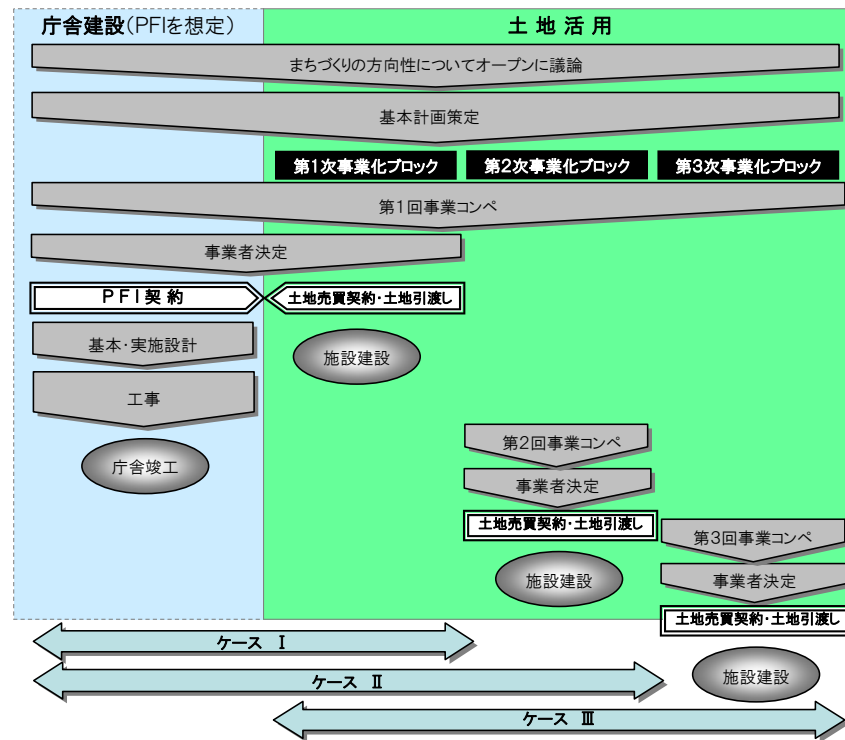 庁舎建設(PFIを想定)
土地活用
まちづくりの方向性についてオープンに議論
基本計画策定
第1次事業化ブロック
第2次事業化ブロック
第3次事業化ブロック
第1回事業コンペ
事業者決定
PFI契約
土地売買契約・土地引渡し
基本・実施設計
施設建設
工事
庁舎竣工
第2回事業コンペ
事業者決定
土地売買契約・土地引渡し
施設建設
第3回事業コンペ
事業者決定
土地売買契約・土地引渡し
施設建設
ケース Ⅰ
ケース Ⅱ
ケース Ⅲ